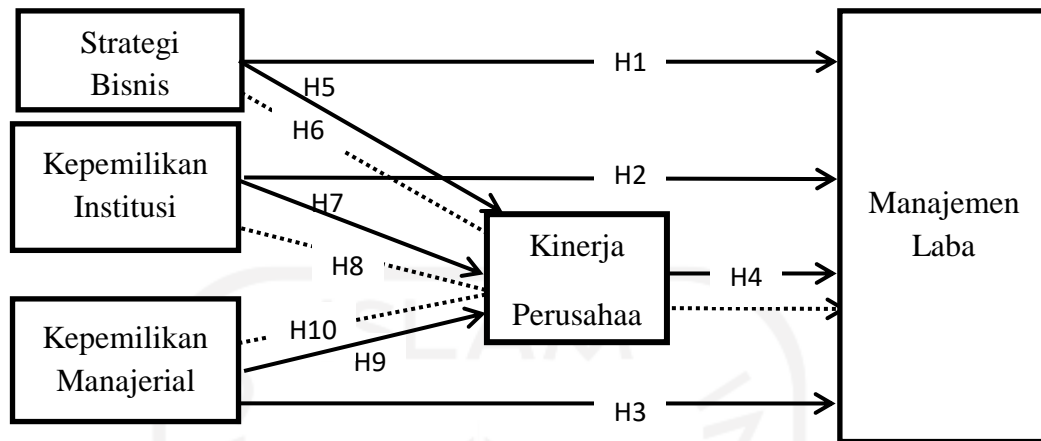 Strategi
Bisnis
H1
H5
H6
Kepemilikan
Institusi
H2
H7
H8
Manajemen
Laba
Kinerja
Perusahaa
H4
Kepemilikan
Manajerial
H10
H9
H3